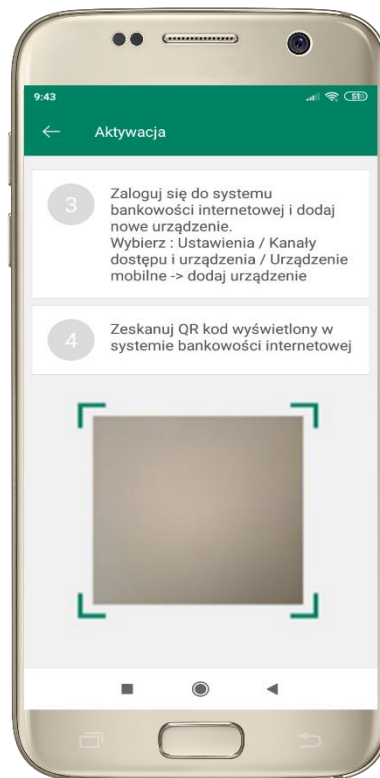 9:43
51
Aktywacja
3
Zaloguj się do systemu
bankowości internetowej i dodaj
nowe urządzenie.
Wybierz : Ustawienia / Kanały
dostępu i urządzenia / Urządzenie
mobilne -> dodaj urządzenie
4
Zeskanuj QR kod wyświetlony w
systemie bankowości internetowej